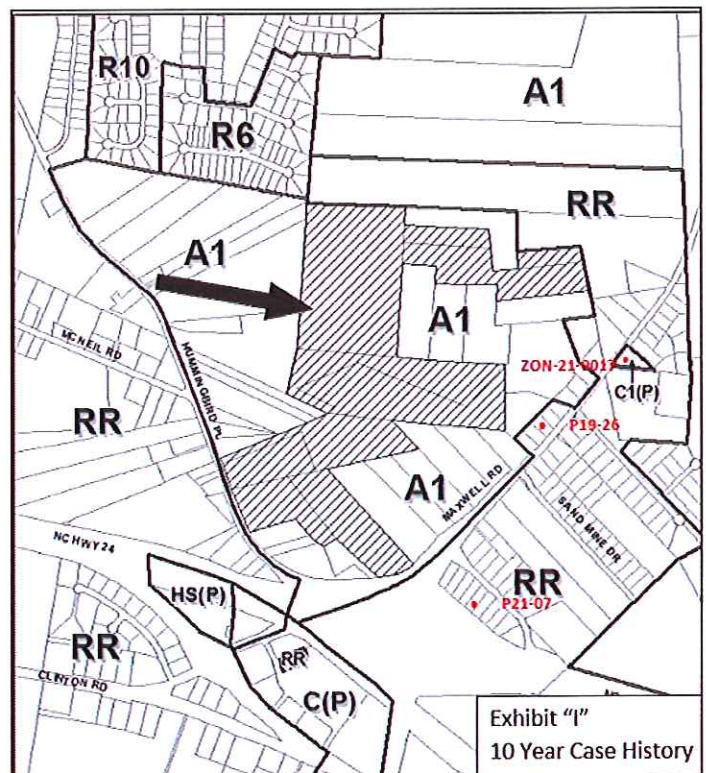 R10
A1
R6
RR
A1
A1
MCNEIL RD
HUMMINGBIRD PL
ZON-21-0017
C1(P)
RR
P19-26
A1
MAXWELL RD
SAND MINE DR
NC HWY 24
RR
HS(P)
P21-07
RR
RR
CLINTON RD
C(P)
Exhibit "I"
10 Year Case History